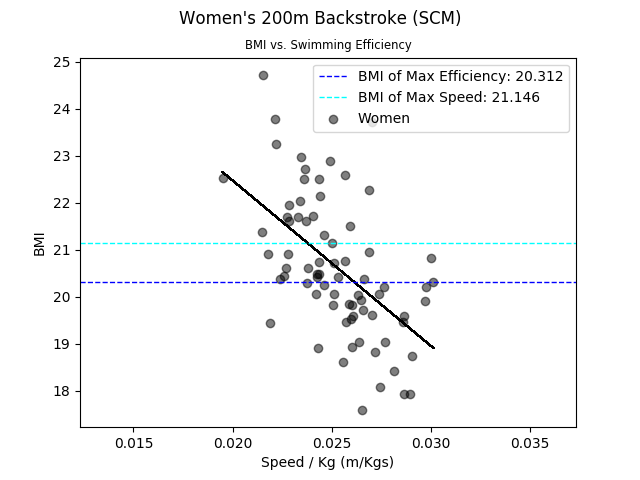 Women's 200m Backstroke (SCM)
BMI vs. Swimming Efficiency
BMI of Max Efficiency: 20.312
BMI of Max Speed: 21.146
Women
25
24
23
22
21
20
19
18
BMI
0.015 0.020 0.025 0.030 0.035
Speed / Kg (m/Kgs)